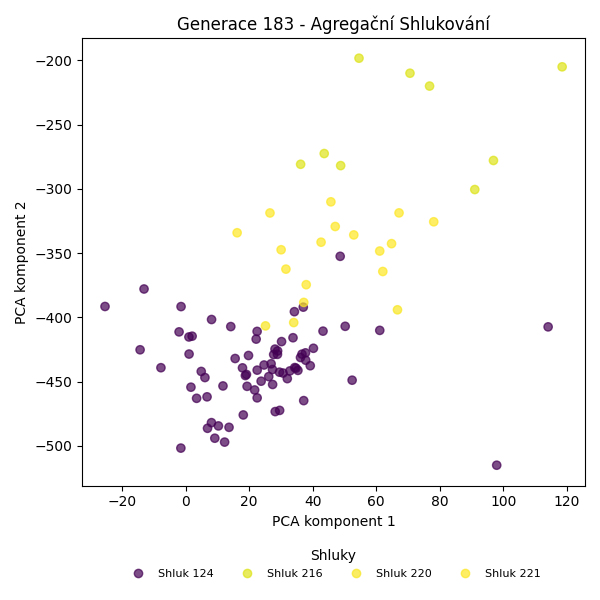 Generace 183 - Agregační Shlukování
PCA komponent 2
−200
−250
−300
−350
−400
−450
−500
−20
0
20
40
60
80
100
120
PCA komponent 1
Shluky
Shluk 124
Shluk 216
Shluk 220
Shluk 221